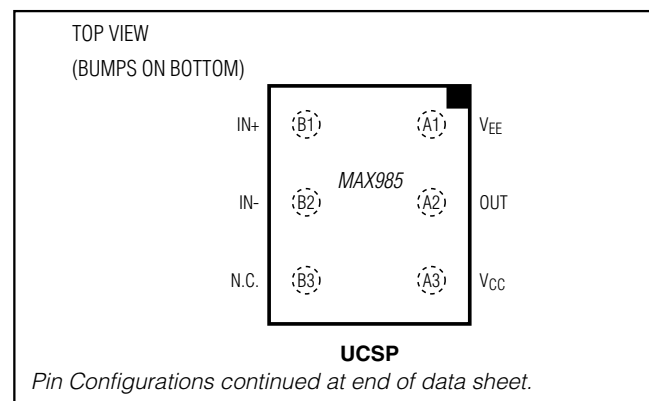 TOP VIEW
(BUMPS ON BOTTOM)
IN+ B1 A1 VEE
MAX985
IN- B2 A2 OUT
N.C. B3 A3 VCC
UCSP
Pin Configurations continued at end of data sheet.